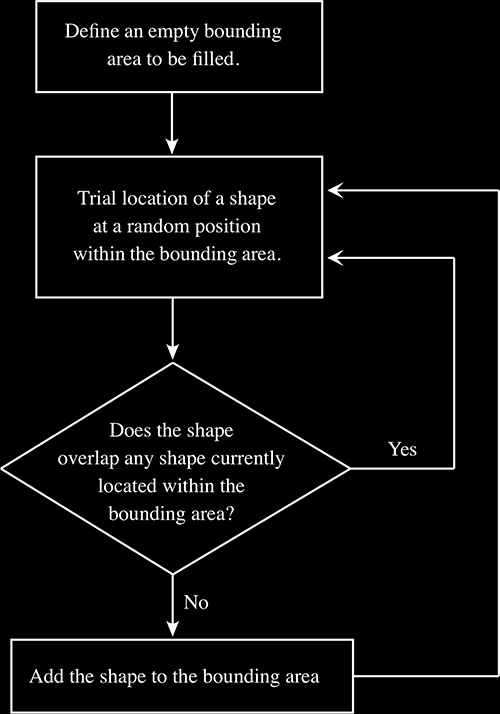 Define an empty bounding
area to be filled.
Trial location of a shape
at a random position
within the bounding area.
Does the shape
overlap any shape currently
located within the
bounding area?
Yes
No
Add the shape to the bounding area